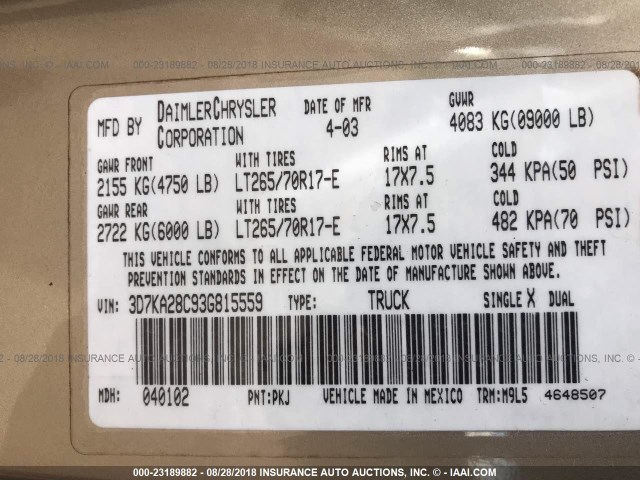 000-23189882 - 08/28/2018 INSURANCE AUTO AUCTIONS, INC. - © IAAI.COM
MFD BY DAIMLERCHRYSLER CORPORATION DATE OF MFR 4-03 GVWR 4083 KG(09000 LB)
GAWR FRONT WITH TIRES RIMS AT COLD
2155 KG(4750 LB) LT265/70R17-E 17X7.5 344 KPA(50 PSI)
GAWR REAR WITH TIRES RIMS AT COLD
2722 KG(6000 LB) LT265/70R17-E 17X7.5 482 KPA(70 PSI)
THIS VEHICLE CONFORMS TO ALL APPLICABLE FEDERAL MOTOR VEHICLE SAFETY AND THEFT
PREVENTION STANDARDS IN EFFECT ON THE DATE OF MANUFACTURE SHOWN ABOVE.
VIN: 3D7KA28C93G815559 TYPE: TRUCK SINGLE X DUAL
MDH: 040102 PNT:PKJ VEHICLE MADE IN MEXICO TRM:M9L5 4648507
000-23189882 - 08/28/2018 INSURANCE AUTO AUCTIONS, INC. - © IAAI.COM